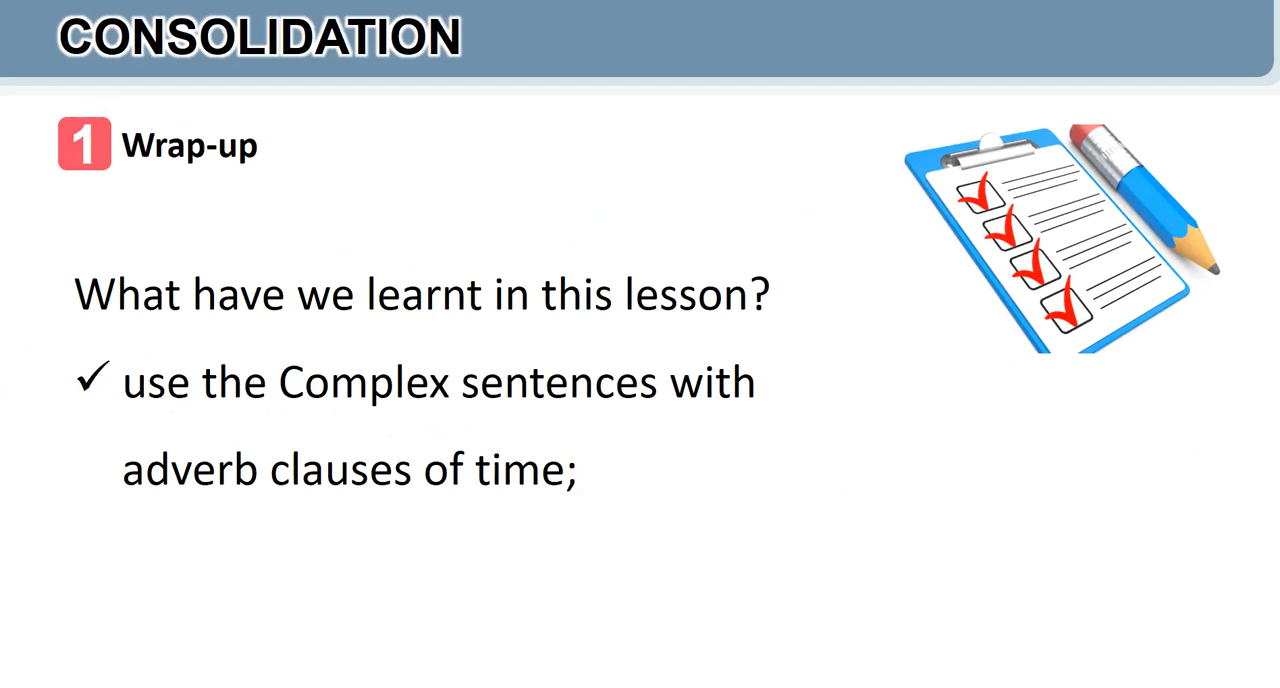 CONSOLIDATION
1 Wrap-up
What have we learnt in this lesson?
✓ use the Complex sentences with
adverb clauses of time;